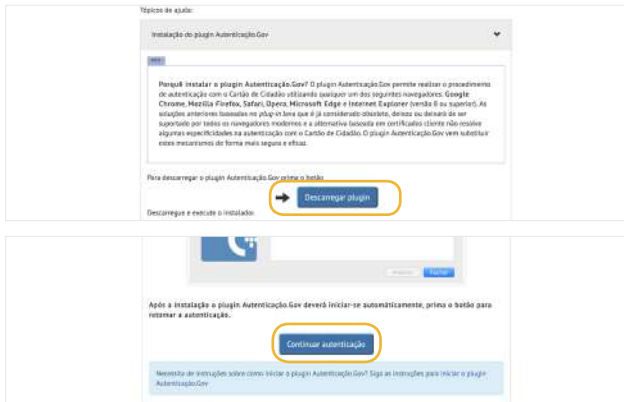 Tópicos de ajuda:
Instalação do plugin Autenticação.Gov
Porquê instalar o plugin Autenticação.Gov? O plugin Autenticação.Gov permite realizar o procedimento
de autenticação com o Cartão de Cidadão utilizando qualquer um dos seguintes navegadores: Google
Chrome, Mozilla Firefox, Safari, Opera, Microsoft Edge e Internet Explorer (versão 8 ou superior). As
soluções anteriores baseadas no plug-in Java que é já considerado obsoleto, deixou ou deixará de ser
suportado por todos os navegadores modernos e a alternativa baseada em certificados cliente não resolve
algumas especificidades na autenticação com o Cartão de Cidadão. O plugin Autenticação.Gov vem substituir
estes mecanismos de forma mais segura e eficaz.
Para descarregar o plugin Autenticação.Gov prima o botão
Descarregar plugin
Descarregue e execute o instalador.
Fechar
Após a instalação o plugin Autenticação.Gov deverá iniciar-se automáticamente, prima o botão para
retomar a autenticação.
Continuar autenticação
Necessita de instruções sobre como iniciar o plugin Autenticação.Gov? Siga as instruções para iniciar o plugin
Autenticação.Gov